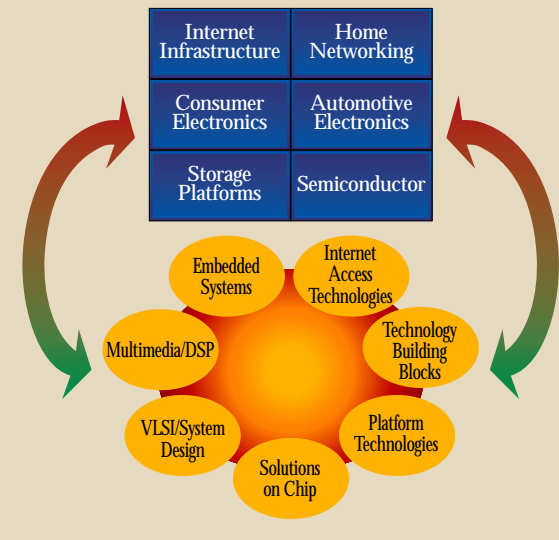 Internet
Infrastructure
Home
Networking
Consumer
Electronics
Automotive
Electronics
Storage
Platforms
Semiconductor
Embedded
Systems
Internet
Access
Technologies
Multimedia/DSP
Technology
Building
Blocks
VLSI/System
Design
Platform
Technologies
Solutions
on Chip